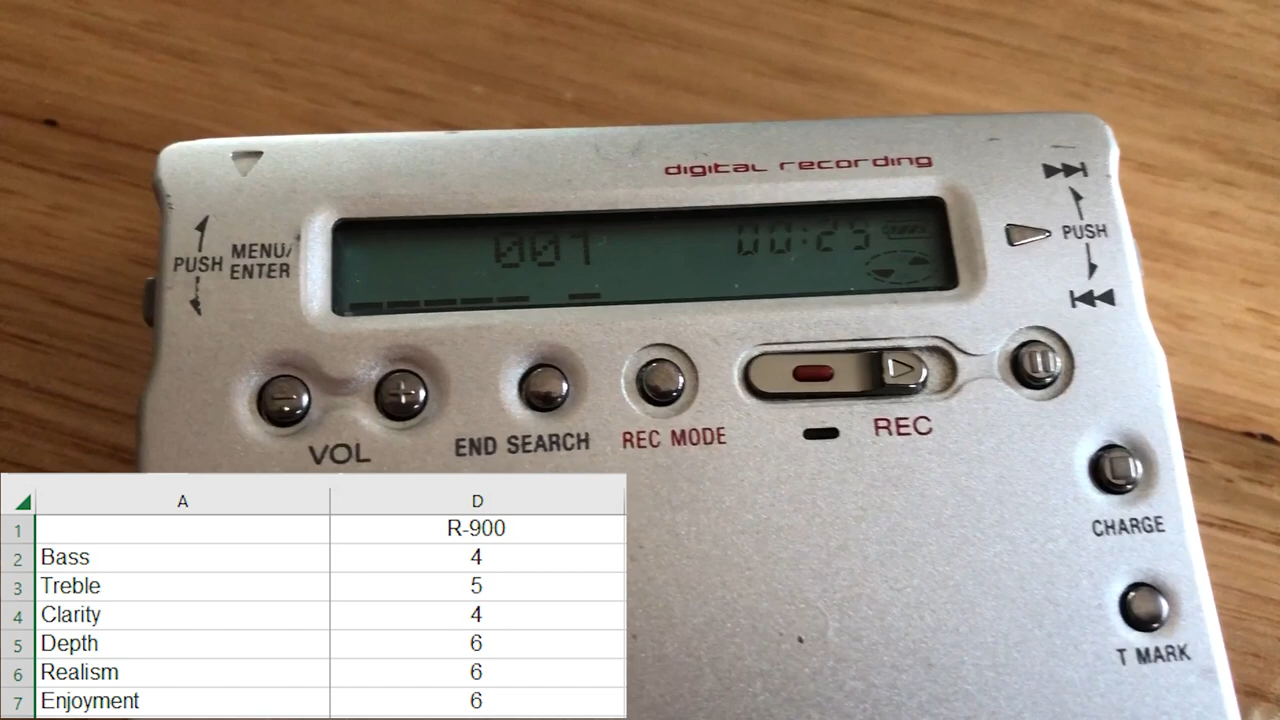 digital recording
PUSH
MENU/
ENTER
007
00:25
PUSH
VOL
END SEARCH
REC MODE
REC
CHARGE
T MARK
A D
1 R-900
2 Bass 4
3 Treble 5
4 Clarity 4
5 Depth 6
6 Realism 6
7 Enjoyment 6